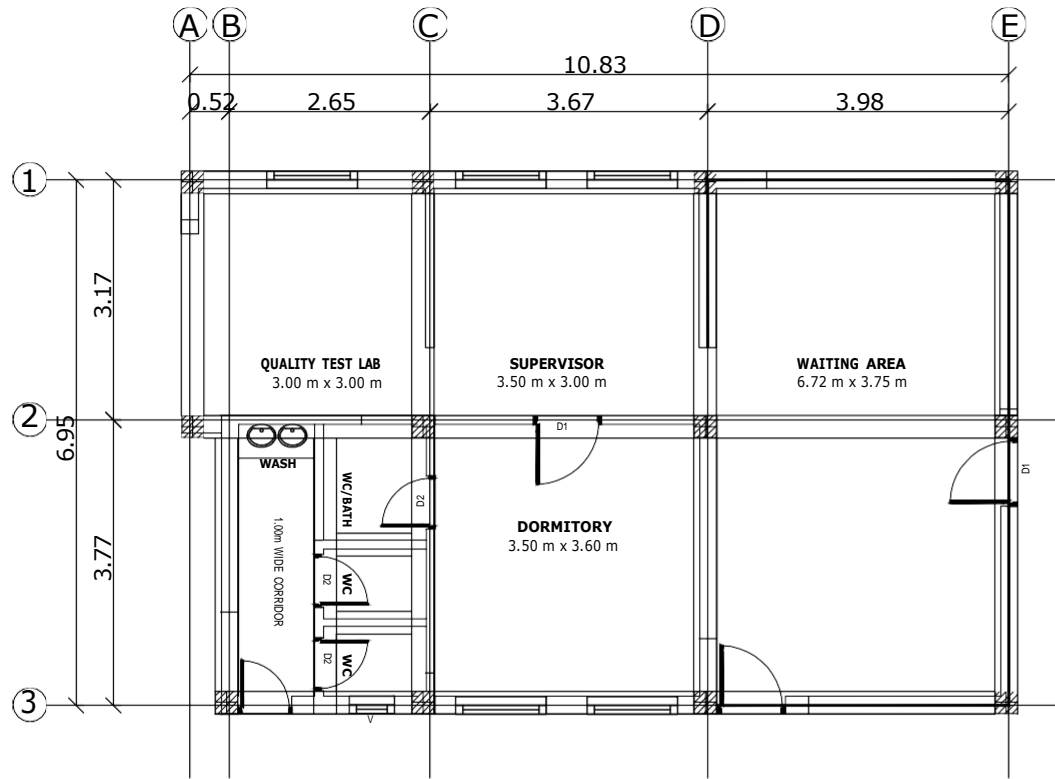 A B C D E
10.83
0.52 2.65 3.67 3.98
1
3.17
QUALITY TEST LAB
3.00 m x 3.00 m
SUPERVISOR
3.50 m x 3.00 m
WAITING AREA
6.72 m x 3.75 m
2
6.95
D1
WASH
WC/BATH
D2
D1
DORMITORY
3.50 m x 3.60 m
1.00m WIDE CORRIDOR
3.77
D2
WC
D2
WC
3
V